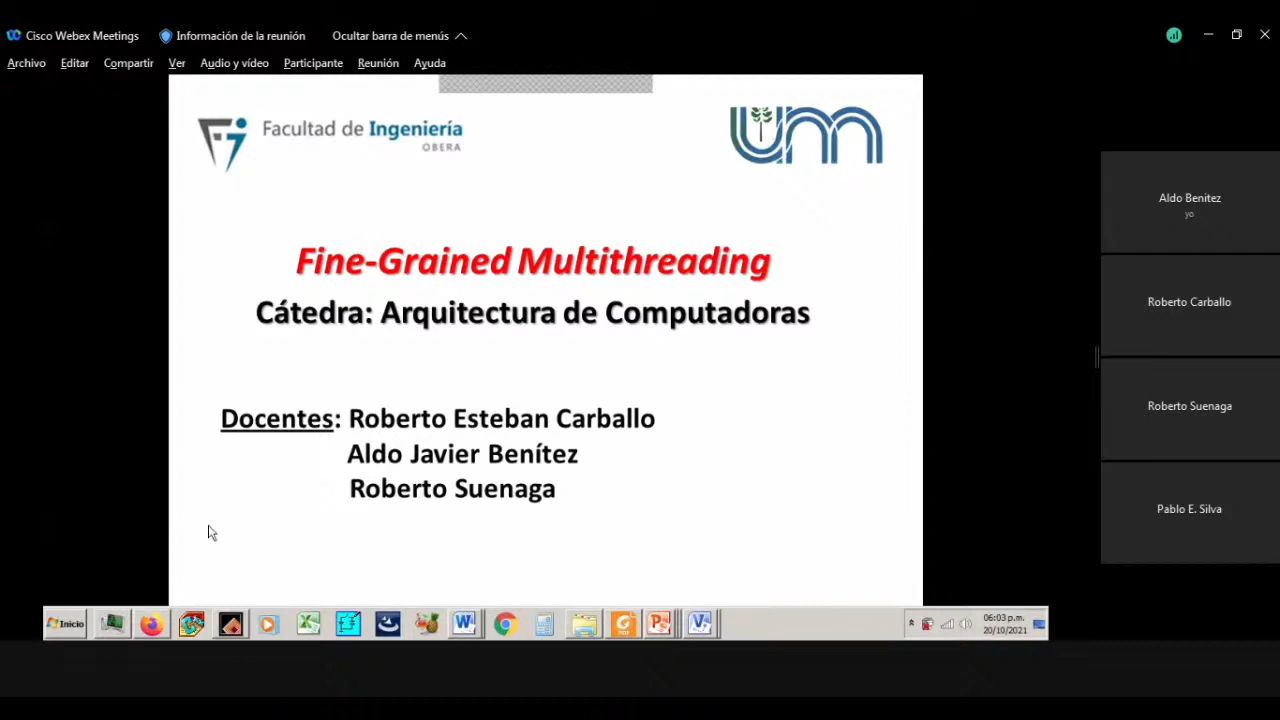 Cisco Webex Meetings
Información de la reunión
Ocultar barra de menús
Archivo Editar Compartir Ver Audio y vídeo Participante Reunión Ayuda
Facultad de Ingeniería
OBERA
um
Fine-Grained Multithreading
Cátedra: Arquitectura de Computadoras
Docentes: Roberto Esteban Carballo
Aldo Javier Benítez
Roberto Suenaga
Aldo Benitez
yo
Roberto Carballo
Roberto Suenaga
Pablo E. Silva
Inicio
06:03 p.m.
20/10/2021